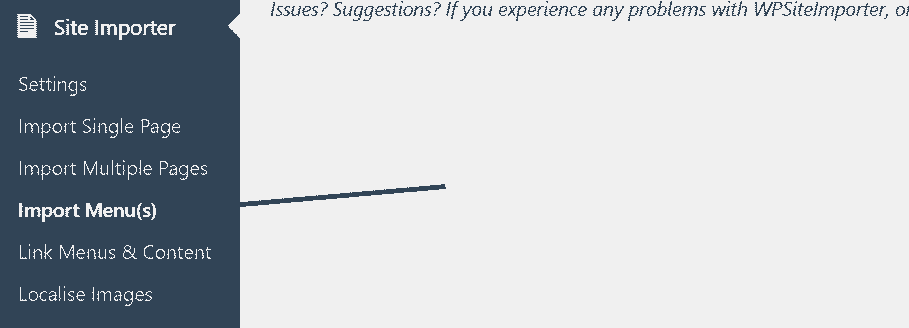 Issues? Suggestions? If you experience any problems with WPSiteImporter, or
Site Importer
Settings
Import Single Page
Import Multiple Pages
Import Menu(s)
Link Menus & Content
Localise Images